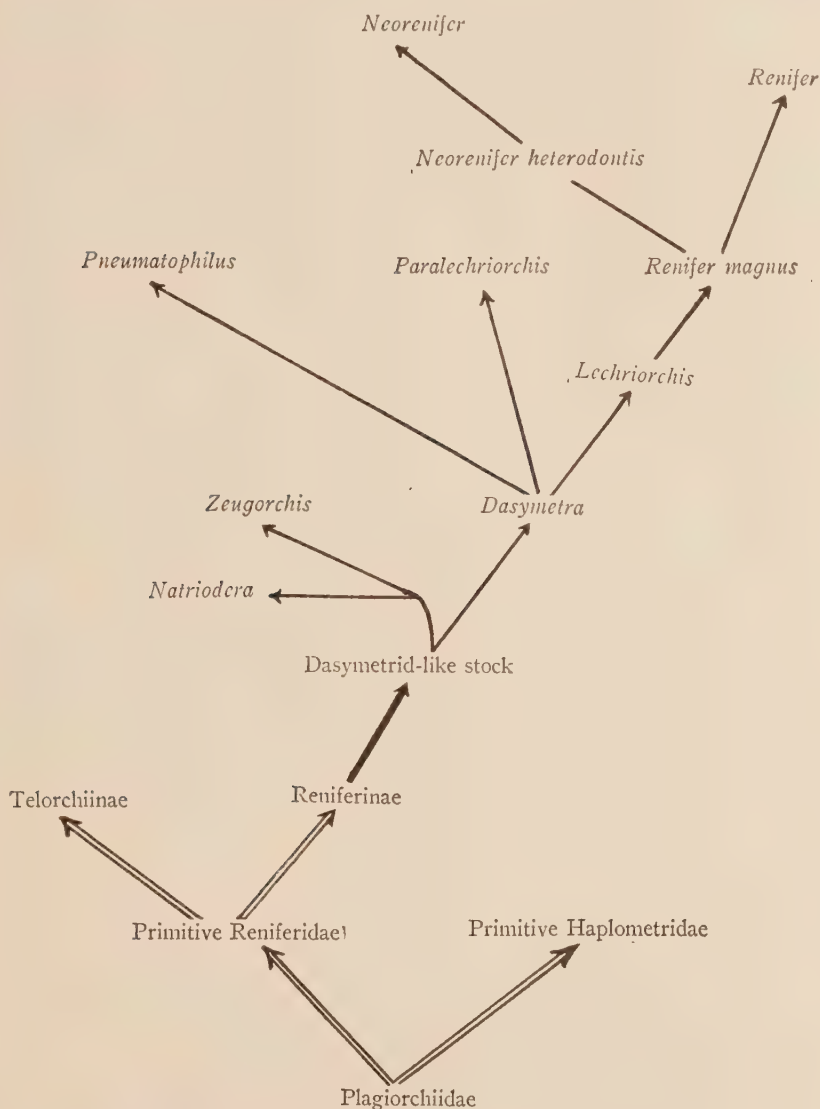 Neorenifer
Renifer
Neorenifer heterodontis
Pneumatophilus
Paralechriorchis
Renifer magnus
Lechriorchis
Zeugorchis
Dasymetra
Natriodera
Dasymetrid-like stock
Telorchiinae
Reniferinae
Primitive Reniferidae¹
Primitive Haplometridae
Plagiorchiidae